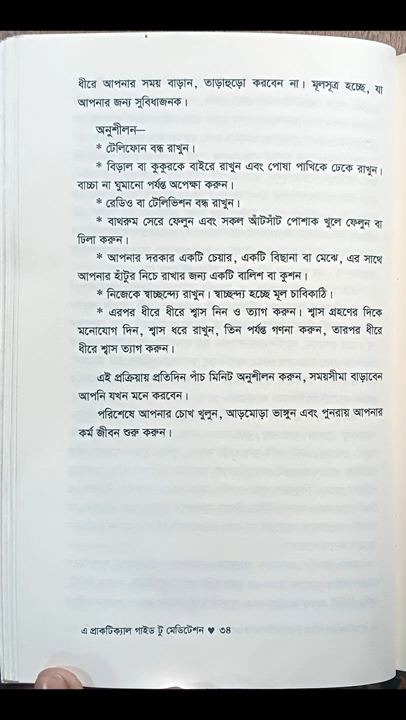 ধীরে আপনার সময় বাড়ান, তাড়াহুড়ো করবেন না। মূলসূত্র হচ্ছে, যা
আপনার জন্য সুবিধাজনক।
অনুশীলন—
* টেলিফোন বন্ধ রাখুন।
* বিড়াল বা কুকুরকে বাইরে রাখুন এবং পোষা পাখিকে ঢেকে রাখুন।
বাচ্চা না ঘুমানো পর্যন্ত অপেক্ষা করুন।
* রেডিও বা টেলিভিশন বন্ধ রাখুন।
* বাথরুম সেরে ফেলুন এবং সকল আঁটসাঁট পোশাক খুলে ফেলুন বা
ঢিলা করুন।
* আপনার দরকার একটি চেয়ার, একটি বিছানা বা মেঝে, এর সাথে
আপনার হাঁটুর নিচে রাখার জন্য একটি বালিশ বা কুশন।
* নিজেকে স্বাচ্ছন্দ্যে রাখুন। স্বাচ্ছন্দ্য হচ্ছে মূল চাবিকাঠি।
* এরপর ধীরে ধীরে শ্বাস নিন ও ত্যাগ করুন। শ্বাস গ্রহণের দিকে
মনোযোগ দিন, শ্বাস ধরে রাখুন, তিন পর্যন্ত গণনা করুন, তারপর ধীরে
ধীরে শ্বাস ত্যাগ করুন।
এই প্রক্রিয়ায় প্রতিদিন পাঁচ মিনিট অনুশীলন করুন, সময়সীমা বাড়াবেন
আপনি যখন মনে করবেন।
পরিশেষে আপনার চোখ খুলুন, আড়মোড়া ভাঙ্গুন এবং পুনরায় আপনার
কর্ম জীবন শুরু করুন।
এ প্রাকটিক্যাল গাইড টু মেডিটেশন ♥ ৩৪